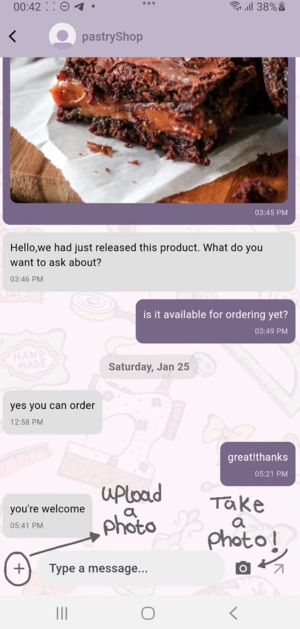 00:42
38%
pastryShop
03:45 PM
Hello,we had just released this product. What do you
want to ask about?
03:46 PM
is it available for ordering yet?
03:49 PM
HAND
MADE
Saturday, Jan 25
yes you can order
12:58 PM
great!thanks
05:21 PM
you're welcome
05:41 PM
upload
a
photo
Take
a
photo!
Type a message...